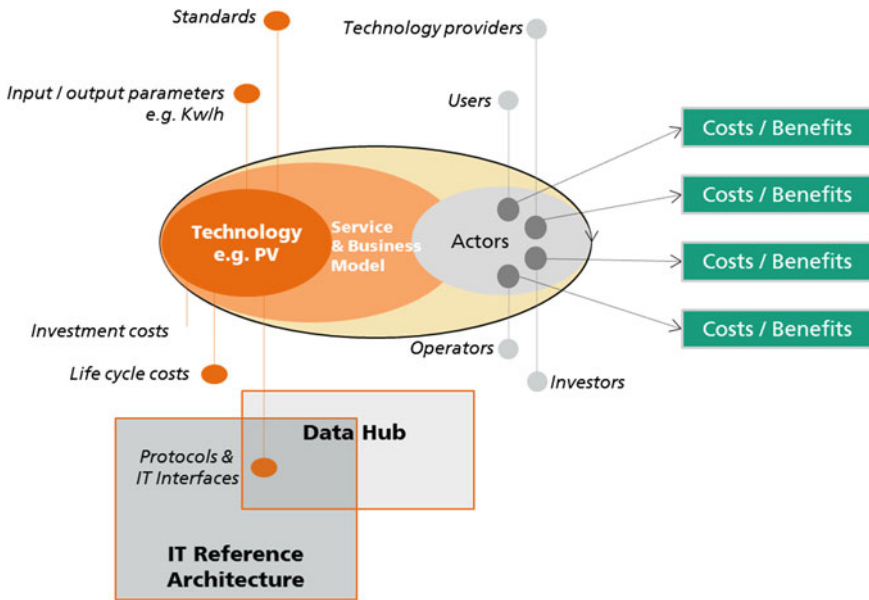 Standards
Technology providers
Input / output parameters
e.g. Kw/h
Users
Costs / Benefits
Costs / Benefits
Technology
e.g. PV
Service
& Business
Model
Actors
Costs / Benefits
Costs / Benefits
Investment costs
Operators
Life cycle costs
Investors
Data Hub
Protocols &
IT Interfaces
IT Reference
Architecture